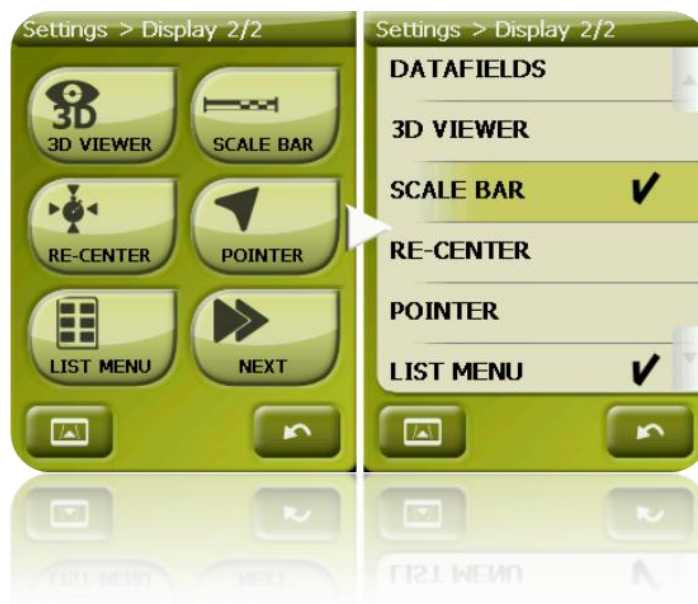 Settings > Display 2/2
3D
3D VIEWER
SCALE BAR
RE-CENTER
POINTER
LIST MENU
NEXT
Settings > Display 2/2
DATAFIELDS
3D VIEWER
SCALE BAR
RE-CENTER
POINTER
LIST MENU